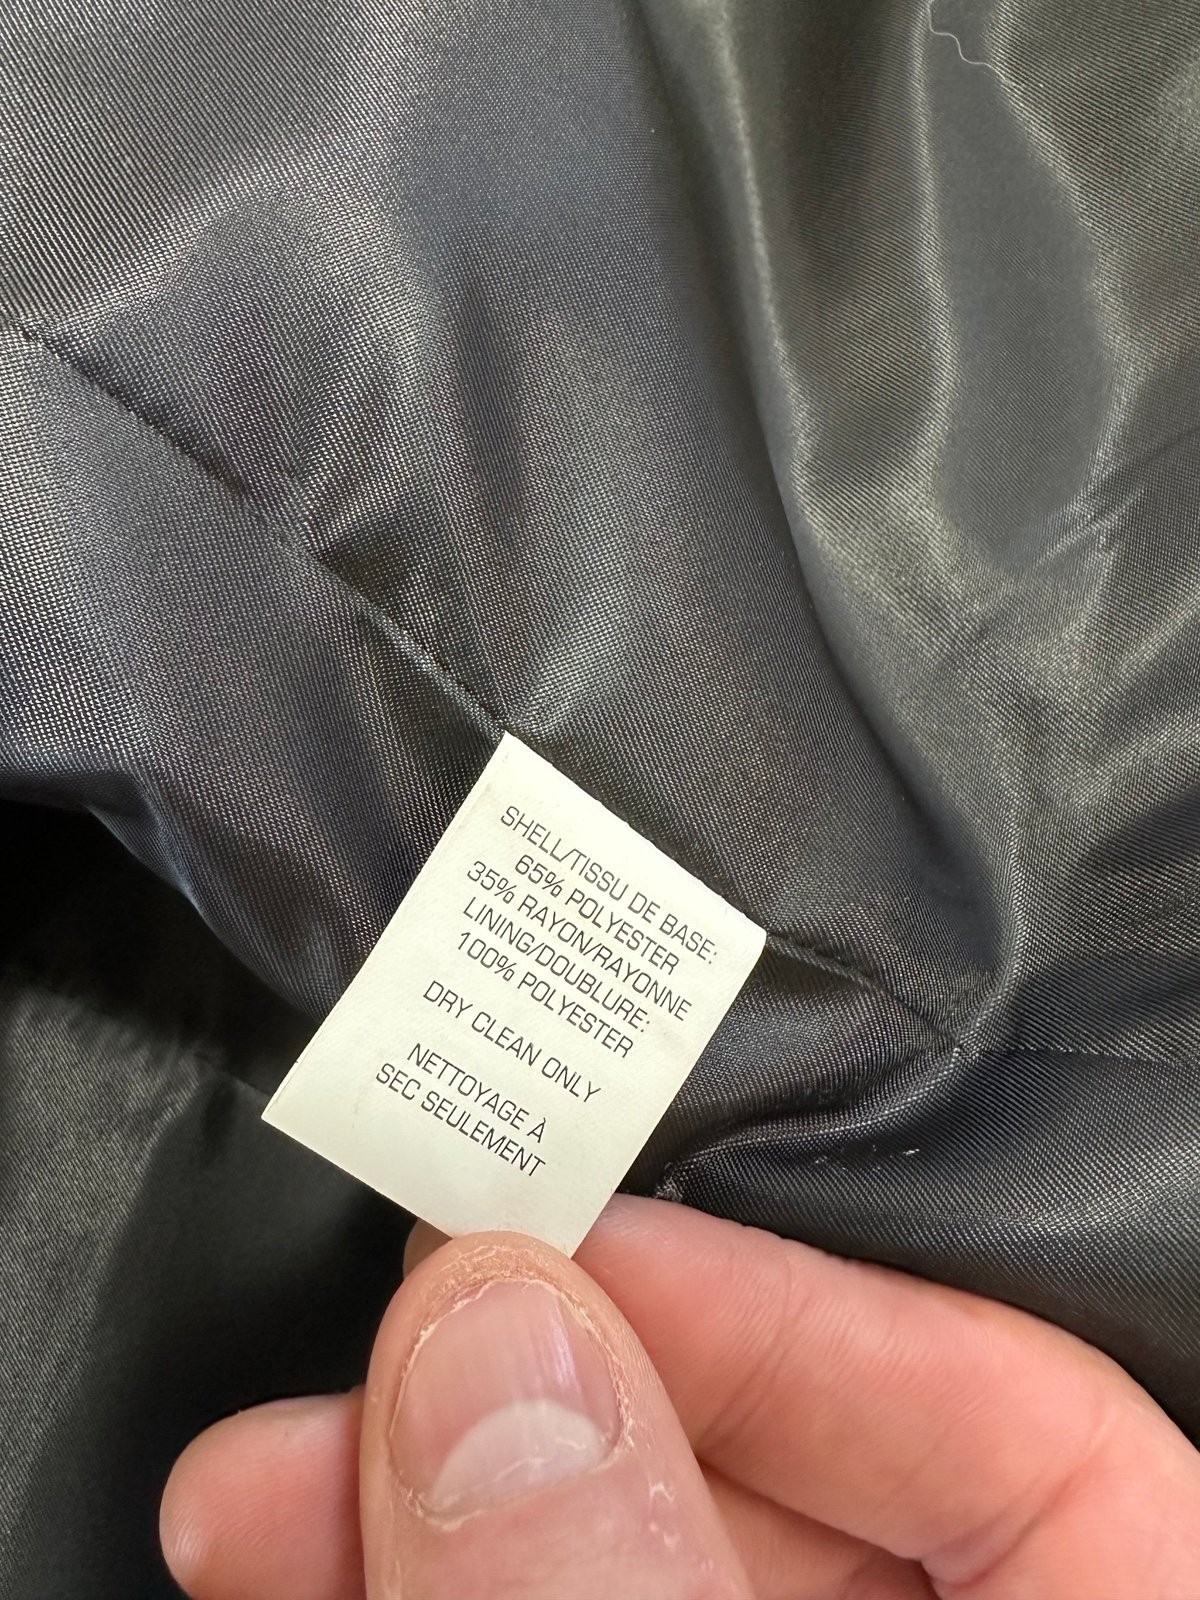 SHELL/TISSU DE BASE:
65% POLYESTER
35% RAYON/RAYONNE
LINING/DOUBLURE:
100% POLYESTER
DRY CLEAN ONLY
NETTOYAGE À
SEC SEULEMENT